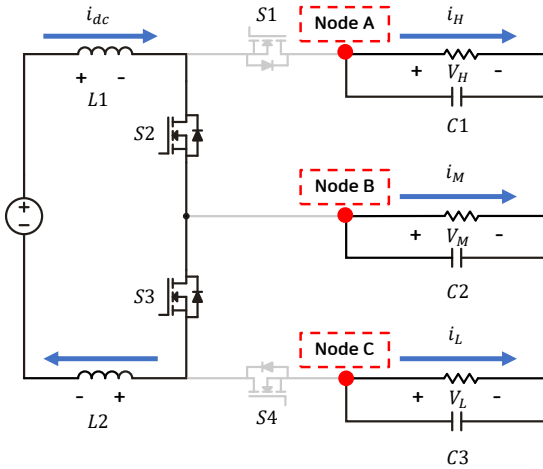 i_dc
S1
Node A
i_H
+ -
L1
+ V_H -
C1
S2
Node B
i_M
+
-
+ V_M -
C2
S3
Node C
i_L
- +
L2
S4
+ V_L -
C3